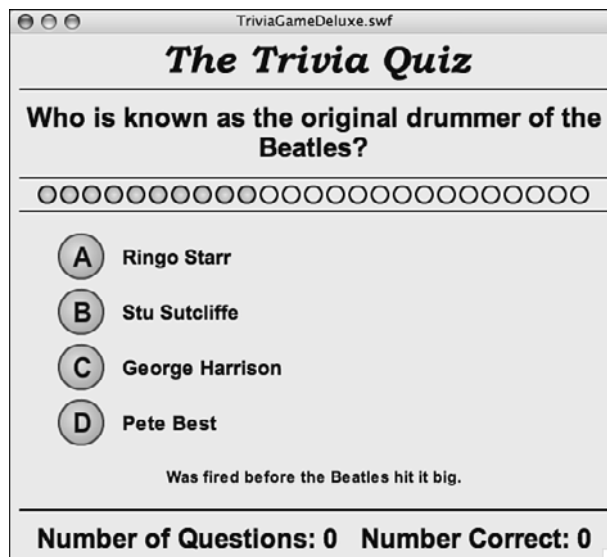 TriviaGameDeluxe.swf
The Trivia Quiz
Who is known as the original drummer of the
Beatles?
A Ringo Starr
B Stu Sutcliffe
C George Harrison
D Pete Best
Was fired before the Beatles hit it big.
Number of Questions: 0 Number Correct: 0